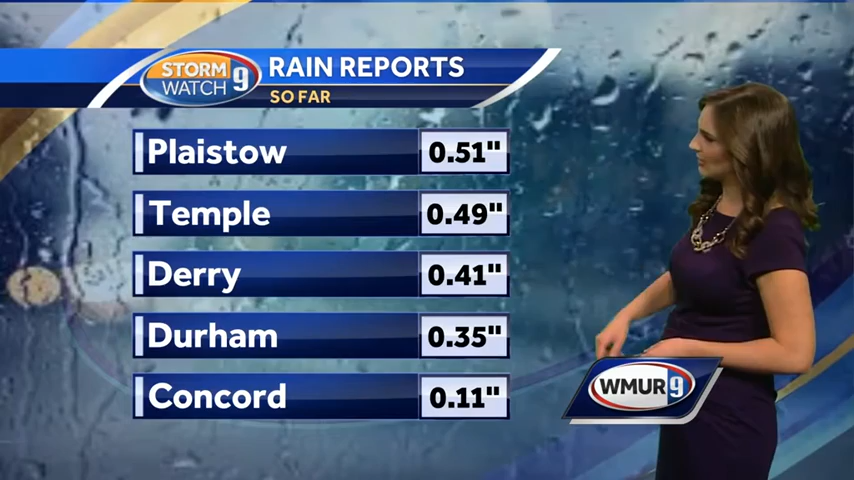 STORM WATCH 9
RAIN REPORTS
SO FAR
Plaistow 0.51"
Temple 0.49"
Derry 0.41"
Durham 0.35"
Concord 0.11"
WMUR 9